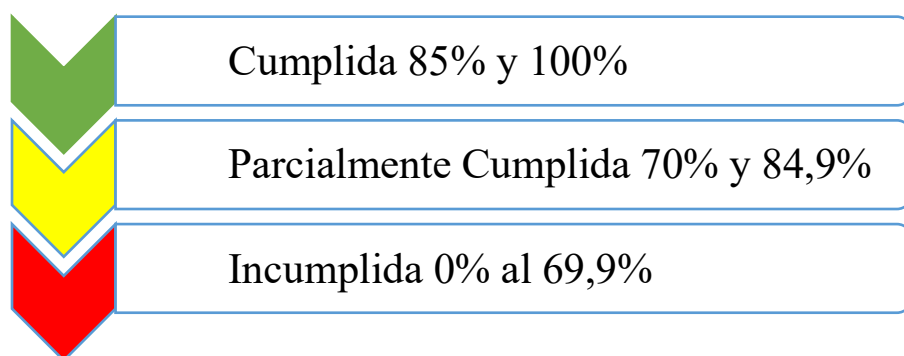 Cumplida 85% y 100%
Parcialmente Cumplida 70% y 84,9%
Incumplida 0% al 69,9%